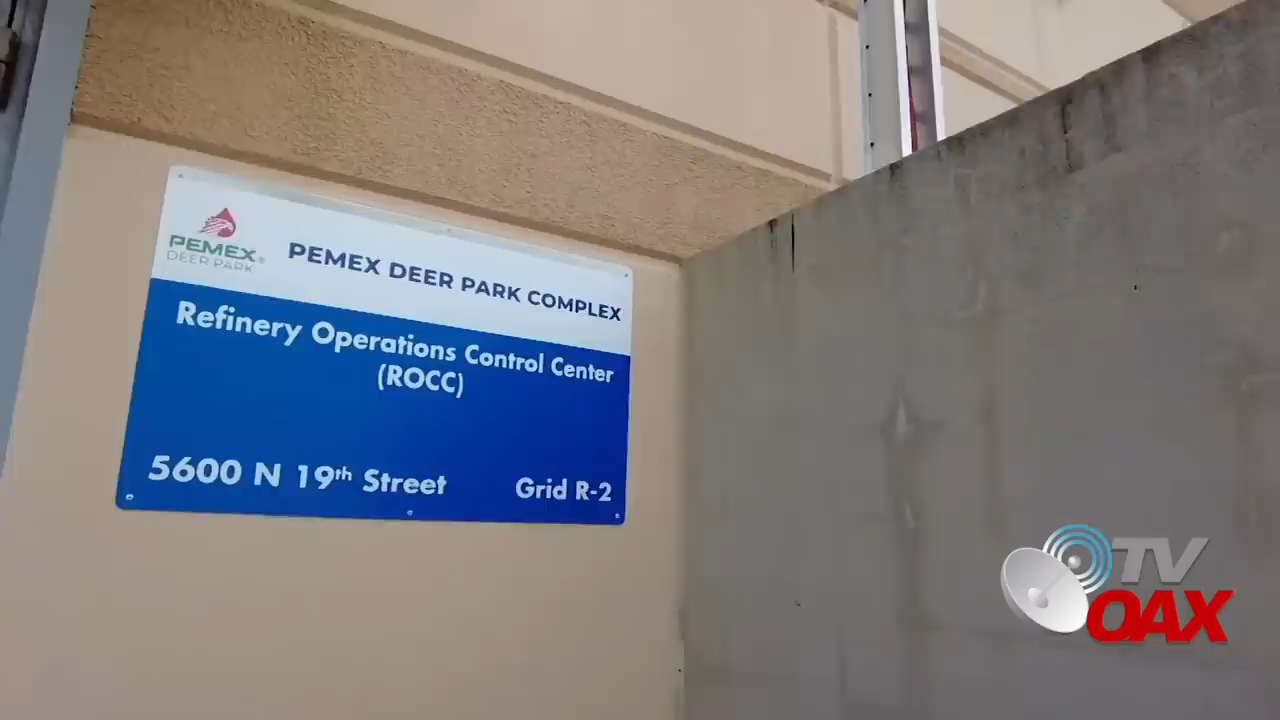 PEMEX®
DEER PARK
PEMEX DEER PARK COMPLEX
Refinery Operations Control Center
(ROCC)
5600 N 19th Street
Grid R-2
TV
OAX